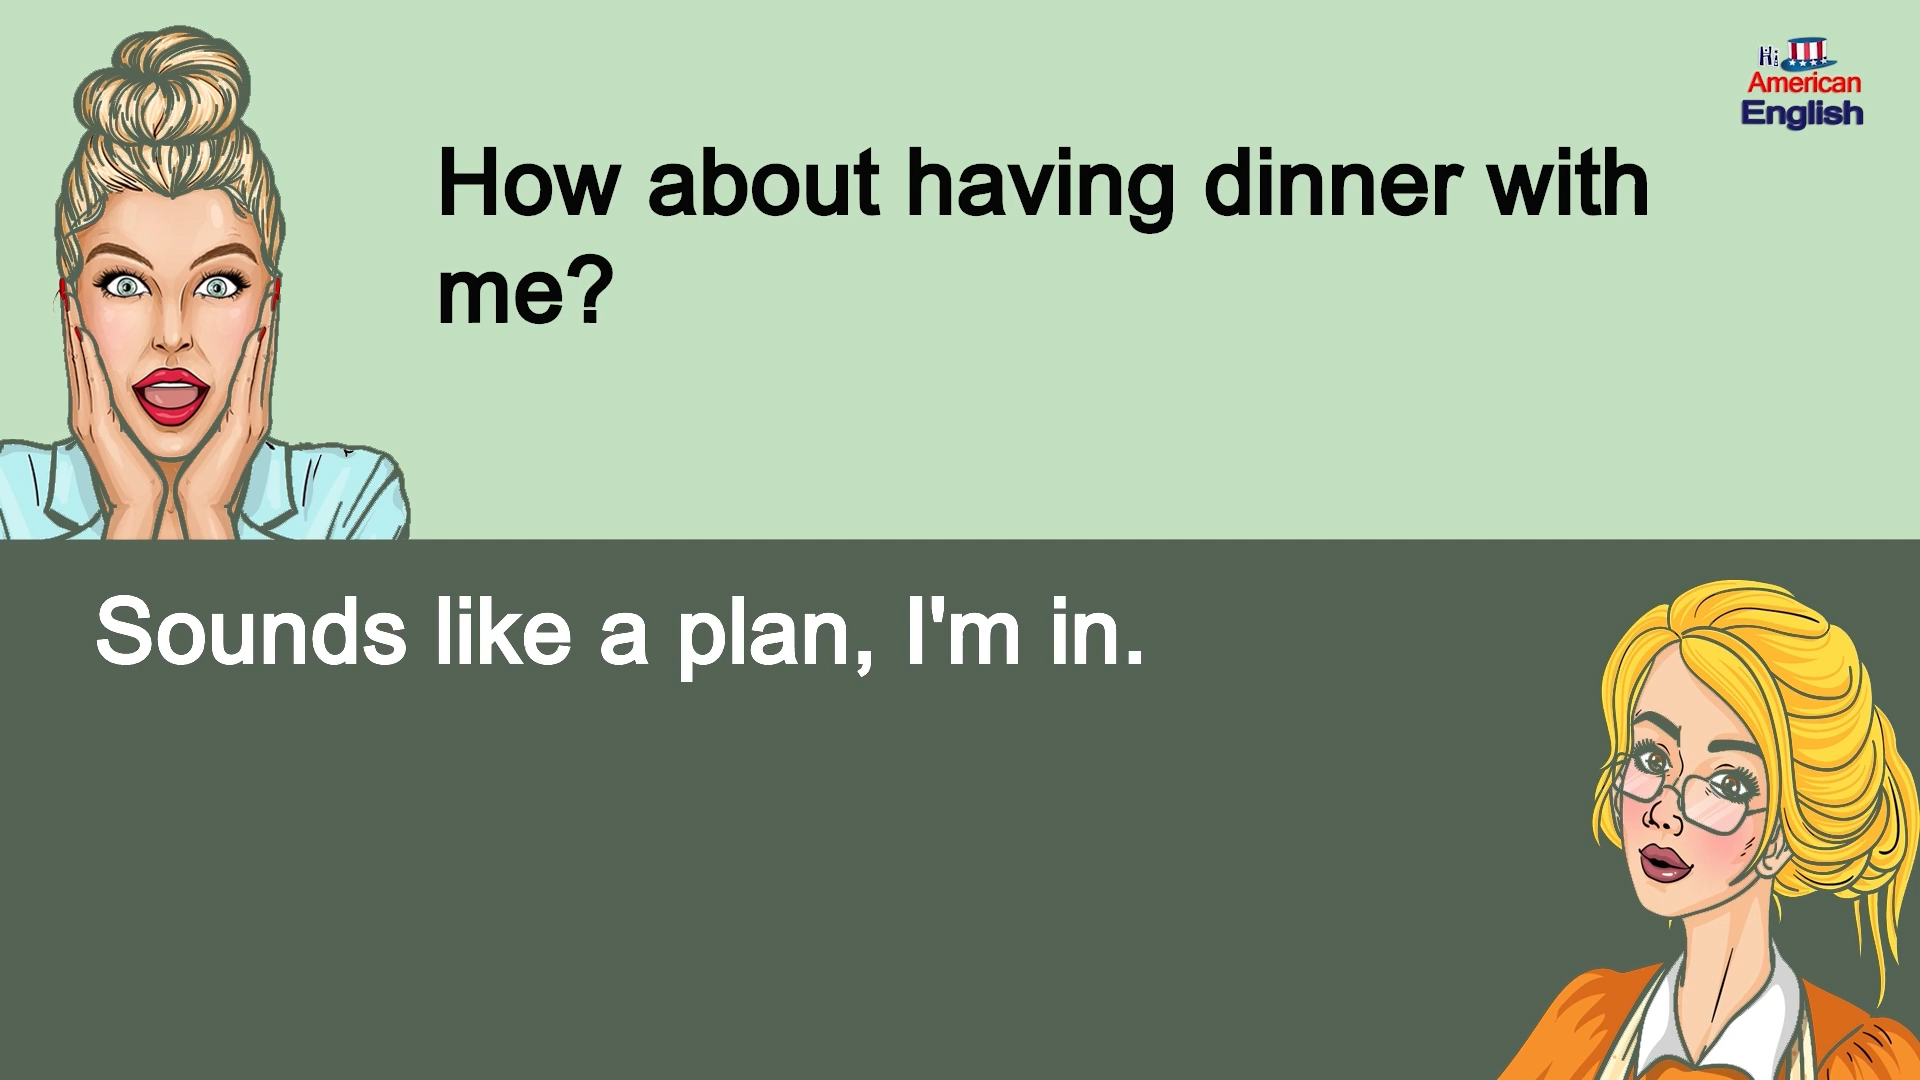 Hi
American
English
How about having dinner with
me?
Sounds like a plan, I'm in.